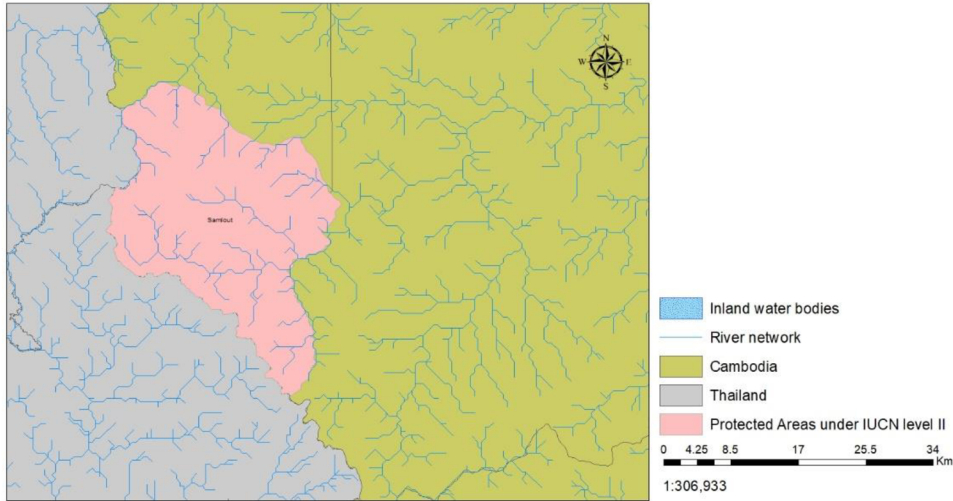 N
W E
S
Samlout
Inland water bodies
River network
Cambodia
Thailand
Protected Areas under IUCN level II
0 4.25 8.5 17 25.5 34
Km
1:306,933